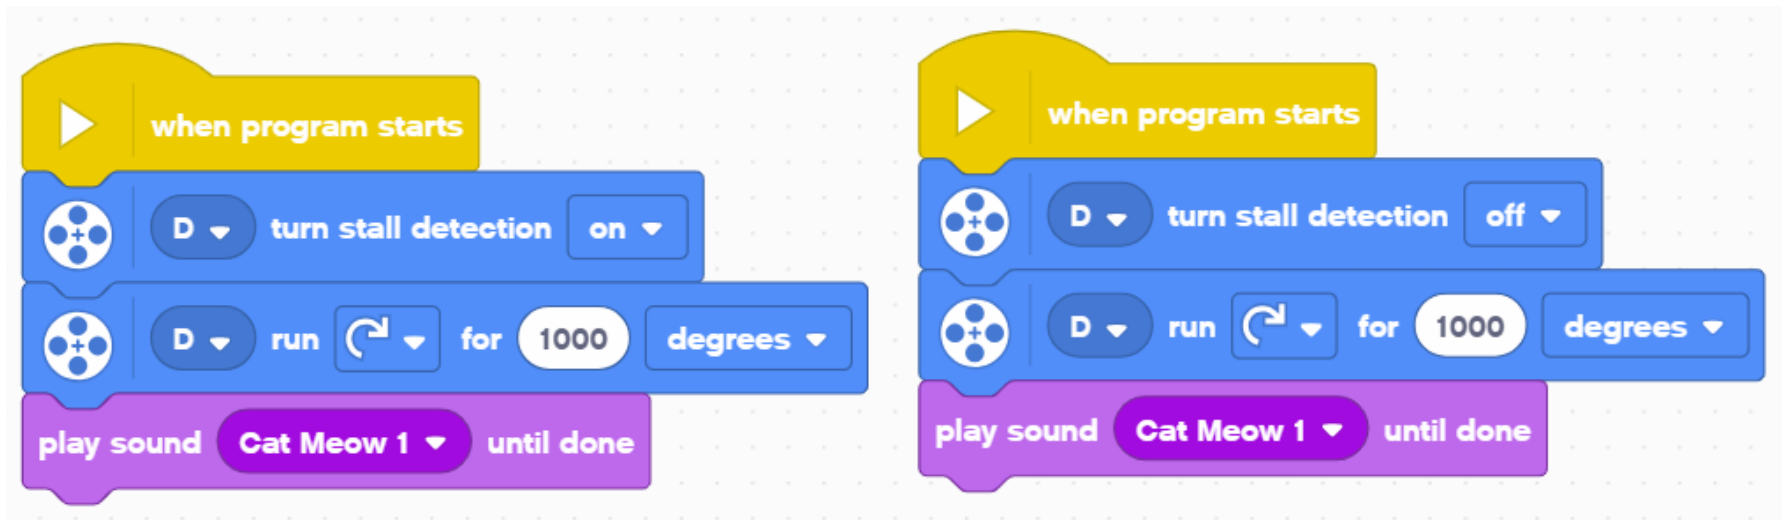 when program starts
D turn stall detection on
D run for 1000 degrees
play sound Cat Meow 1 until done
when program starts
D turn stall detection off
D run for 1000 degrees
play sound Cat Meow 1 until done